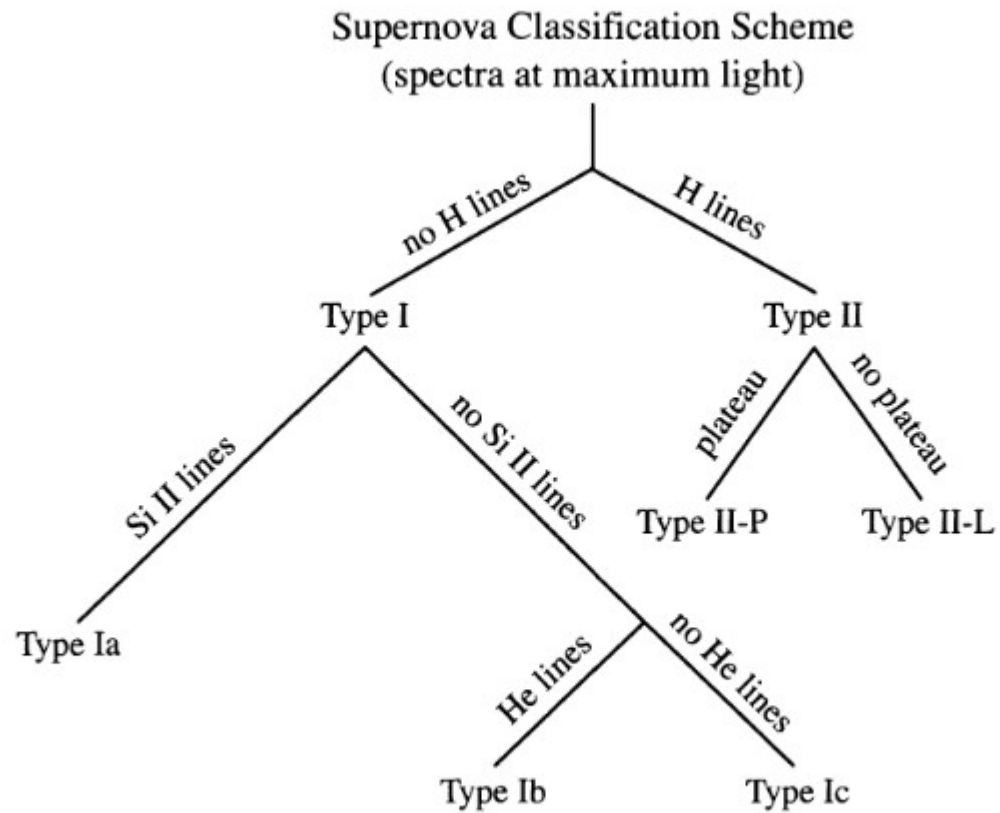 Supernova Classification Scheme
(spectra at maximum light)
no H lines
H lines
Type I
Type II
Si II lines
no Si II lines
plateau
no plateau
Type II-P
Type II-L
Type Ia
He lines
no He lines
Type Ib
Type Ic